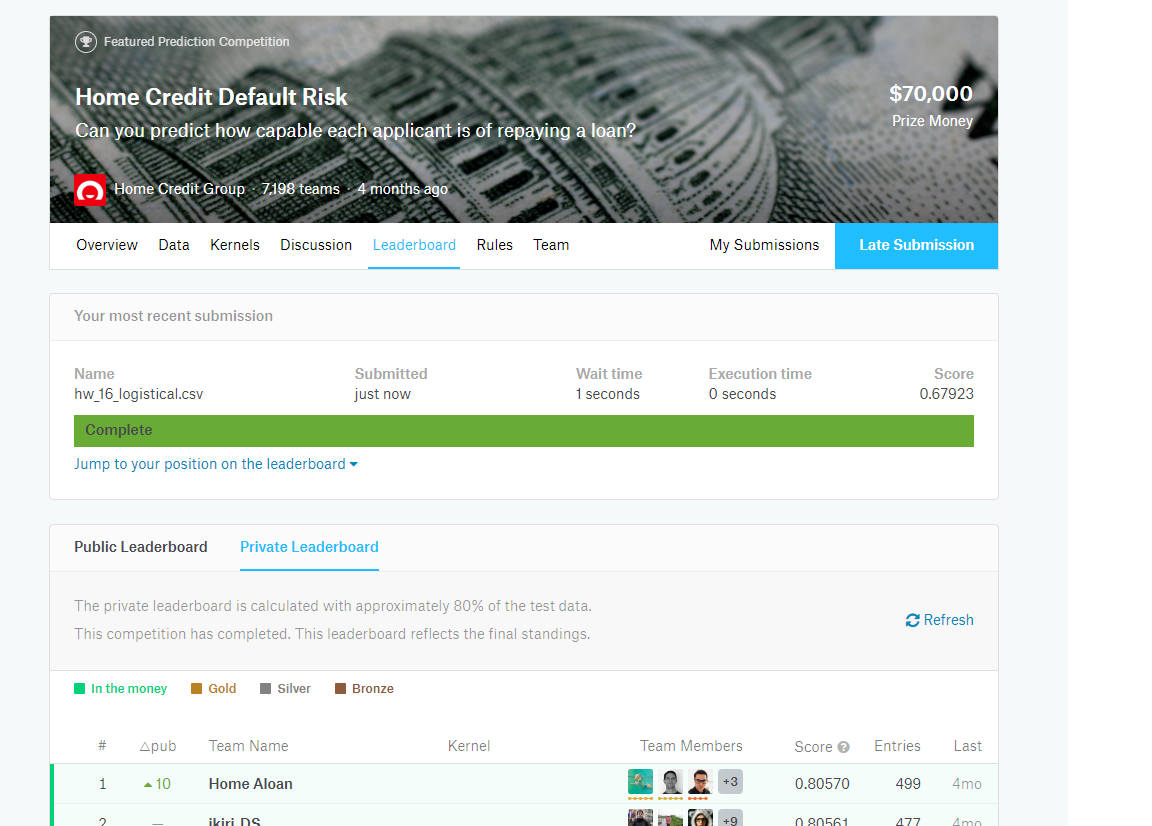 Featured Prediction Competition
Home Credit Default Risk
$70,000
Can you predict how capable each applicant is of repaying a loan?
Prize Money
Home Credit Group · 7,198 teams · 4 months ago
Overview Data Kernels Discussion Leaderboard Rules Team My Submissions Late Submission
Your most recent submission
Name Submitted Wait time Execution time Score
hw_16_logistical.csv just now 1 seconds 0 seconds 0.67923
Complete
Jump to your position on the leaderboard
Public Leaderboard Private Leaderboard
The private leaderboard is calculated with approximately 80% of the test data.
This competition has completed. This leaderboard reflects the final standings.
Refresh
In the money Gold Silver Bronze
# △pub Team Name Kernel Team Members Score ? Entries Last
1 10 Home Aloan +3 0.80570 499 4mo
2 — ikiri_DS +9 0.80561 477 4mo